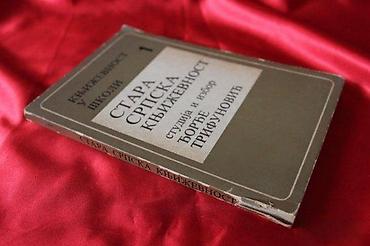 КЊИЖЕВНОСТ
У
ШКОЛИ
1
СТАРА
СРПСКА
КЊИЖЕВНОСТ
студија и избор
ЂОРЂЕ
ТРИФУНОВИЋ
СТАРА СРПСКА КЊИЖЕВНОСТ